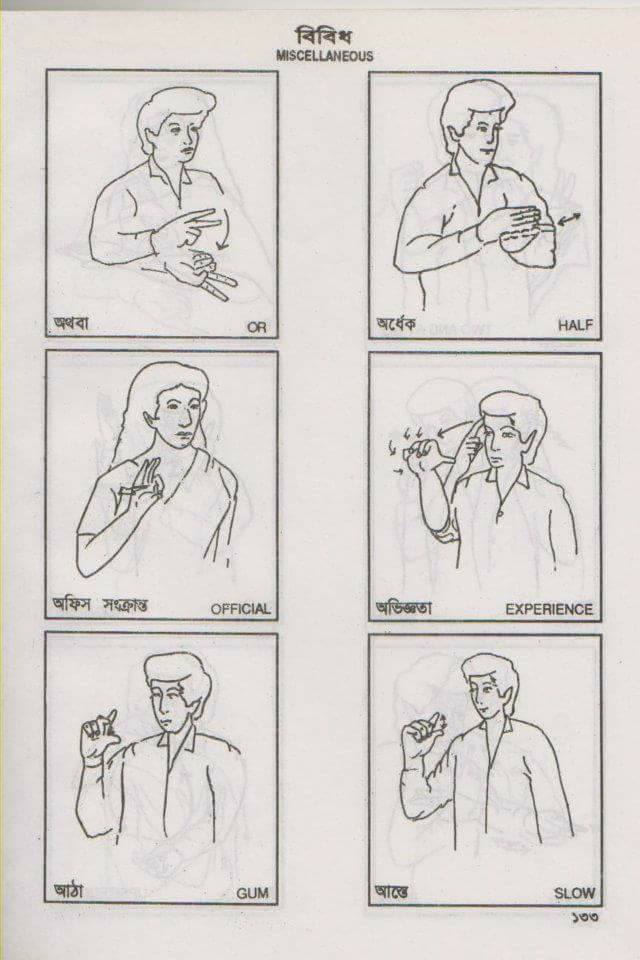 বিবিধ
MISCELLANEOUS
অথবা OR
অর্ধেক HALF
অফিস সংক্রান্ত OFFICIAL
অভিজ্ঞতা EXPERIENCE
আঠা GUM
আস্তে SLOW
১৩৩